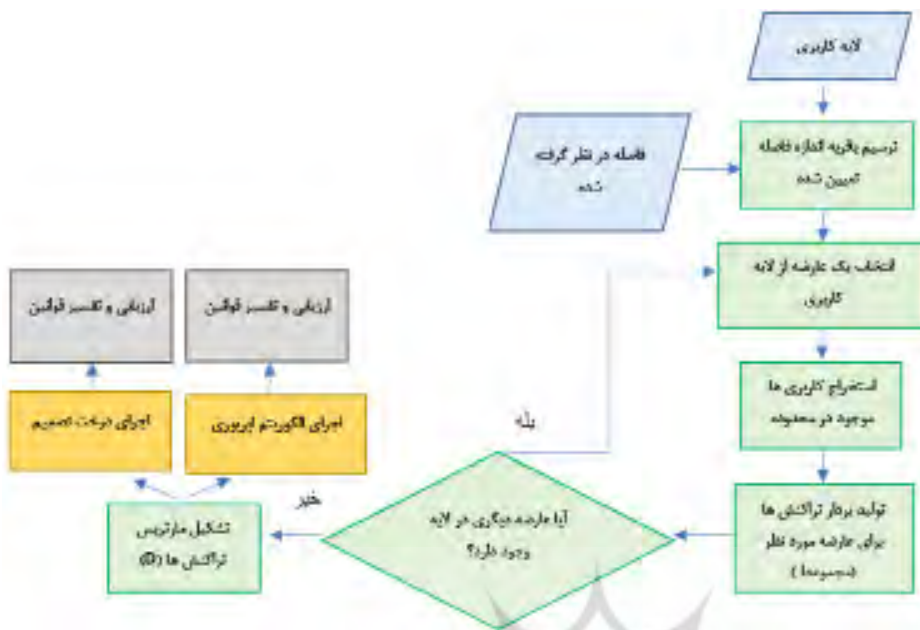 لایه کاربری
ترسیم بافر به اندازه فاصله
تعیین شده
فاصله در نظر گرفته
شده
انتخاب یک عارضه از لایه
کاربری
استخراج کاربری ها
موجود در محدوده
تولید بردار تراکنش ها
برای عارضه مورد نظر
آیا عارضه دیگری در لایه
وجود دارد؟
بله
خیر
تشکیل ماتریس
تراکنش ها (D)
اجرای الگوریتم اپریوری
اجرای درخت تصمیم
ارزیابی و تفسیر قوانین
ارزیابی و تفسیر قوانین